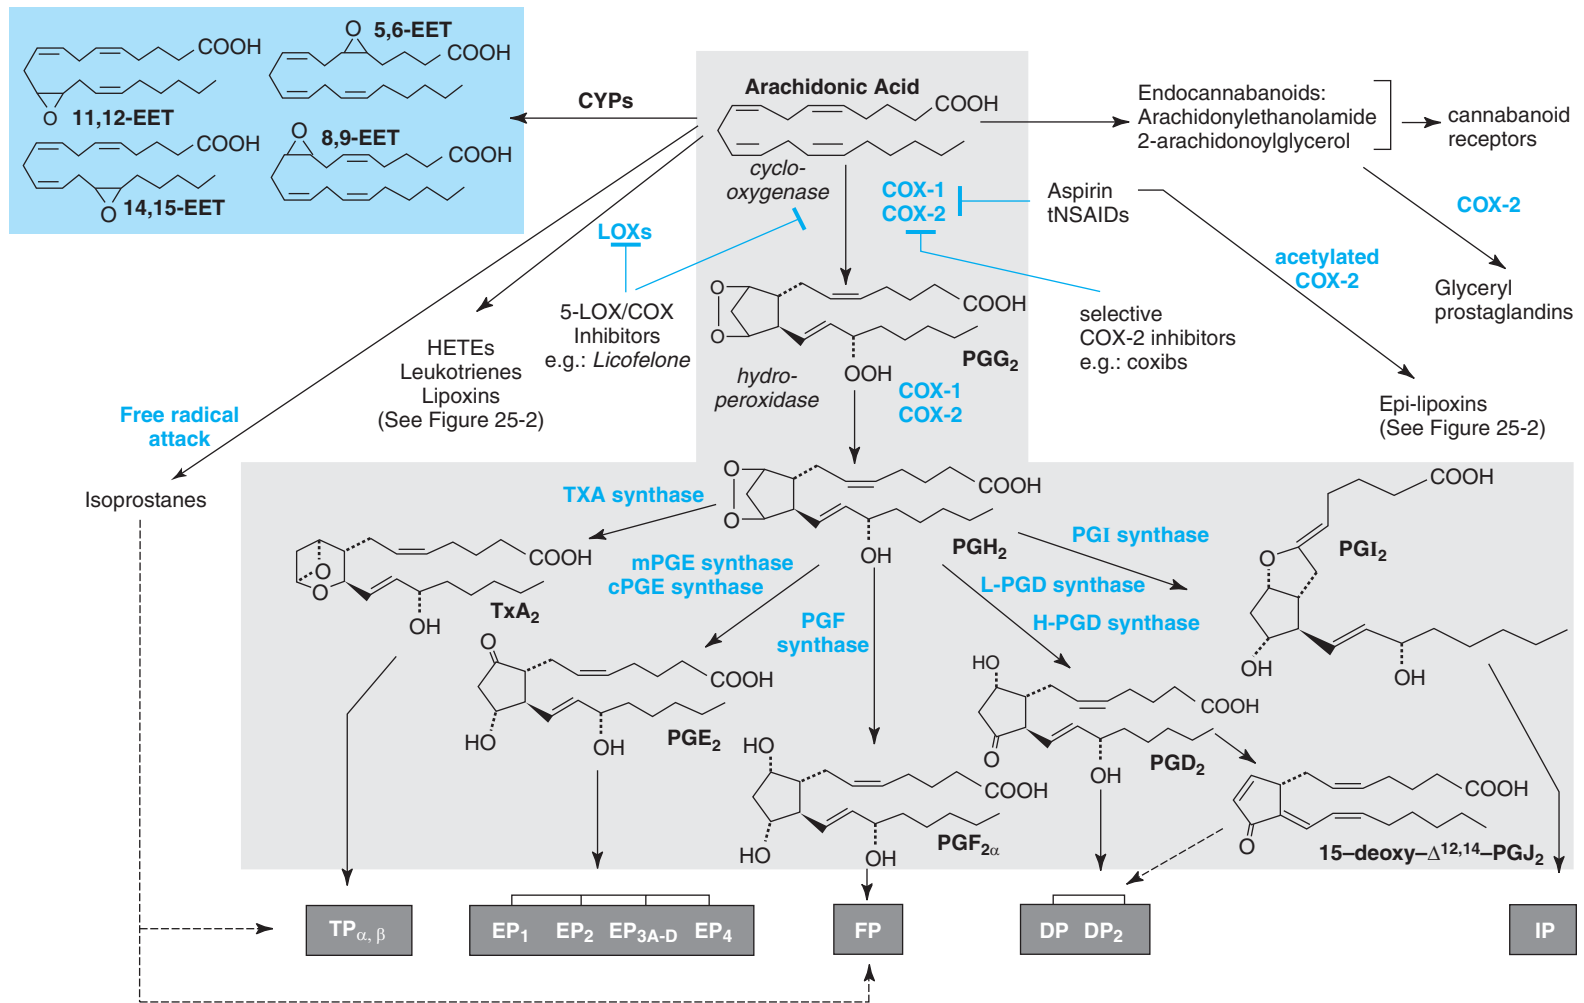 COOH
O
5,6-EET
COOH
O
11,12-EET
O
8,9-EET
COOH
COOH
O
14,15-EET
CYPs
Arachidonic Acid
COOH
Endocannabanoids:
Arachidonylethanolamide
2-arachidonoylglycerol
cannabanoid
receptors
cyclo-
oxygenase
COX-1
COX-2
Aspirin
tNSAIDs
COX-2
LOXs
acetylated
COX-2
Glyceryl
prostaglandins
5-LOX/COX
Inhibitors
e.g.: Licofelone
O
O
COOH
PGG2
OOH
selective
COX-2 inhibitors
e.g.: coxibs
HETEs
Leukotrienes
Lipoxins
(See Figure 25-2)
hydro-
peroxidase
COX-1
COX-2
Epi-lipoxins
(See Figure 25-2)
Free radical
attack
Isoprostanes
TXA synthase
O
O
COOH
OH
PGH2
PGI synthase
COOH
O
PGI2
OH
OH
O
O
COOH
TxA2
OH
mPGE synthase
cPGE synthase
PGF
synthase
L-PGD synthase
H-PGD synthase
O
COOH
HO
OH
PGE2
HO
COOH
O
OH
PGD2
HO
COOH
HO
OH
PGF2α
COOH
O
15–deoxy–Δ12,14–PGJ2
TPα, β
EP1 EP2 EP3A-D EP4
FP
DP DP2
IP